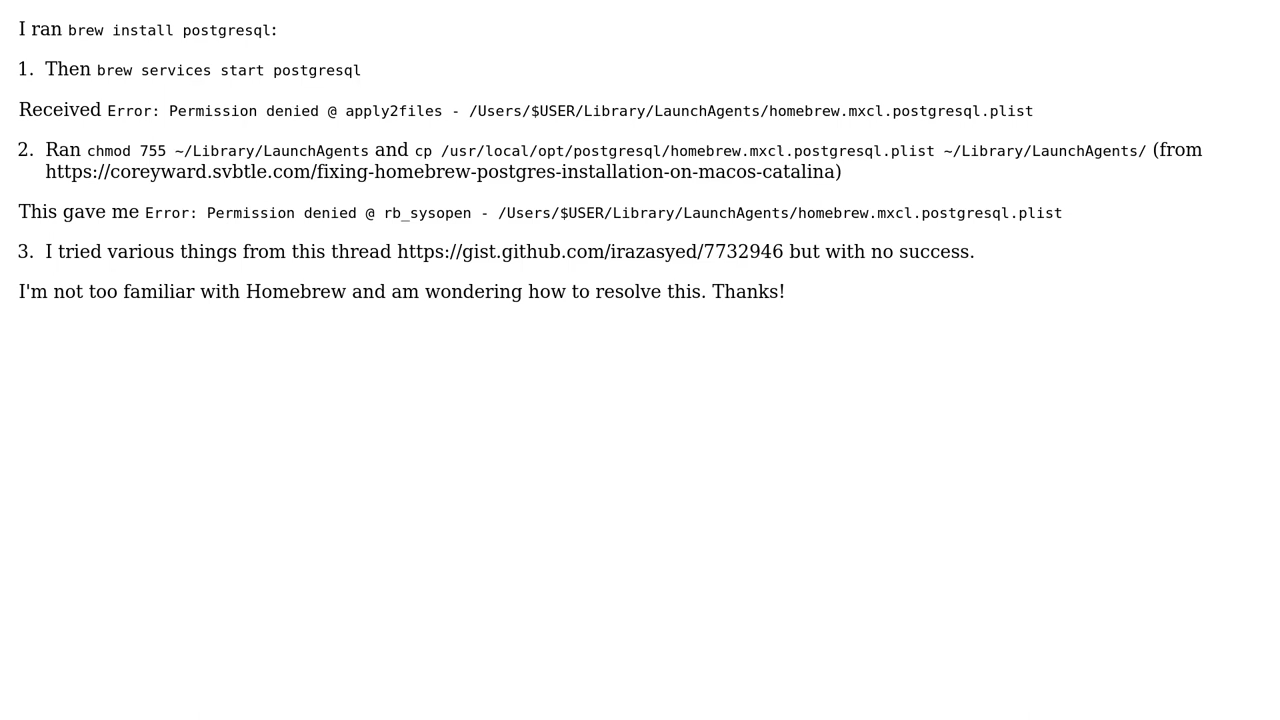 I ran brew install postgresql:
1. Then brew services start postgresql
Received Error: Permission denied @ apply2files - /Users/$USER/Library/LaunchAgents/homebrew.mxcl.postgresql.plist
2. Ran chmod 755 ~/Library/LaunchAgents and cp /usr/local/opt/postgresql/homebrew.mxcl.postgresql.plist ~/Library/LaunchAgents/ (from
https://coreyward.svbtle.com/fixing-homebrew-postgres-installation-on-macos-catalina)
This gave me Error: Permission denied @ rb_sysopen - /Users/$USER/Library/LaunchAgents/homebrew.mxcl.postgresql.plist
3. I tried various things from this thread https://gist.github.com/irazasyed/7732946 but with no success.
I'm not too familiar with Homebrew and am wondering how to resolve this. Thanks!